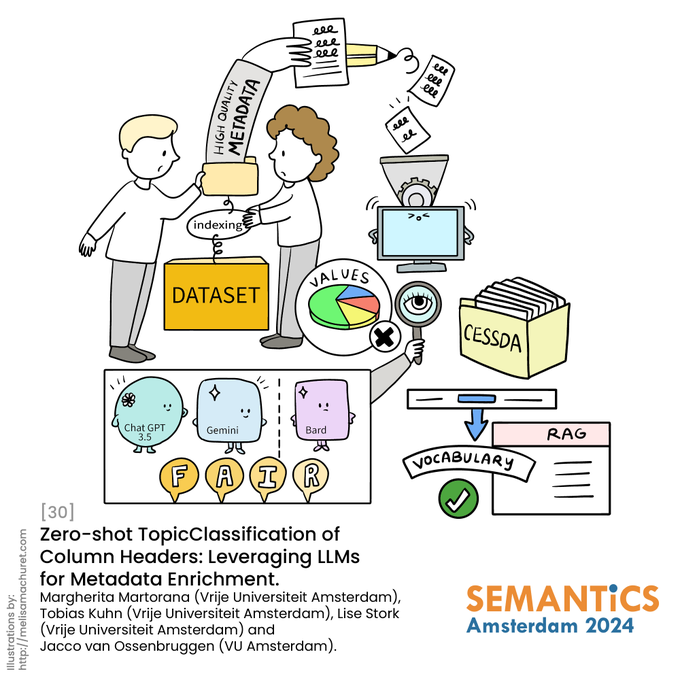 HIGH QUALITY
METADATA
indexing
DATASET
VALUES
CESSDA
Chat GPT
3.5
Gemini
Bard
FAIR
RAG
VOCABULARY
[30]
Zero-shot TopicClassification of
Column Headers: Leveraging LLMs
for Metadata Enrichment.
Margherita Martorana (Vrije Universiteit Amsterdam),
Tobias Kuhn (Vrije Universiteit Amsterdam), Lise Stork
(Vrije Universiteit Amsterdam) and
Jacco van Ossenbruggen (VU Amsterdam).
SEMANTiCS
Amsterdam 2024
Illustrations by:
http://melisamachuret.com